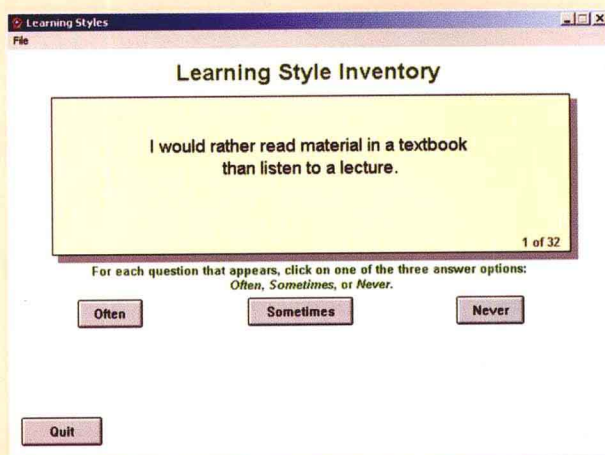 Learning Styles
File
Learning Style Inventory
I would rather read material in a textbook
than listen to a lecture.
1 of 32
For each question that appears, click on one of the three answer options:
Often, Sometimes, or Never.
Often Sometimes Never
Quit